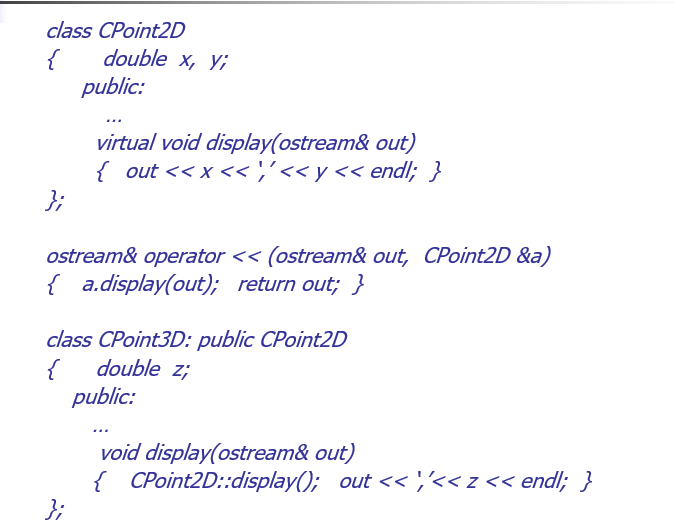 class CPoint2D
{ double x, y;
public:
...
virtual void display(ostream& out)
{ out << x << ‘,’ << y << endl; }
};
ostream& operator << (ostream& out, CPoint2D &a)
{ a.display(out); return out; }
class CPoint3D: public CPoint2D
{ double z;
public:
...
void display(ostream& out)
{ CPoint2D::display(); out << ‘,’<< z << endl; }
};